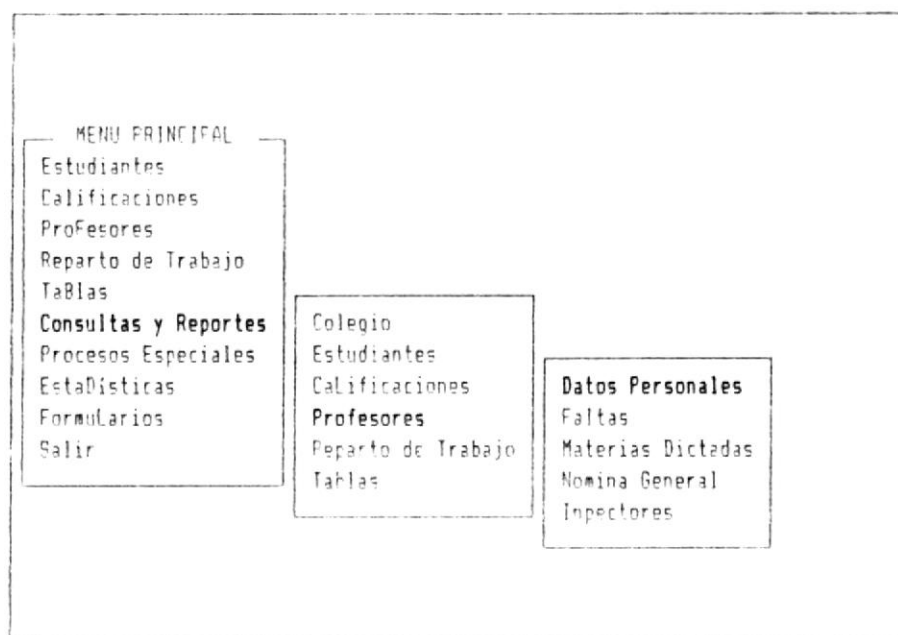 MENU PRINCIPAL
Estudiantes
Calificaciones
ProFesores
Reparto de Trabajo
TaBlas
Consultas y Reportes
Procesos Especiales
EstaDisticas
FormuLarios
Salir
Colegio
Estudiantes
CaLificaciones
Profesores
Reparto de Trabajo
Tablas
Datos Personales
Faltas
Materias Dictadas
Nomina General
Inpectores